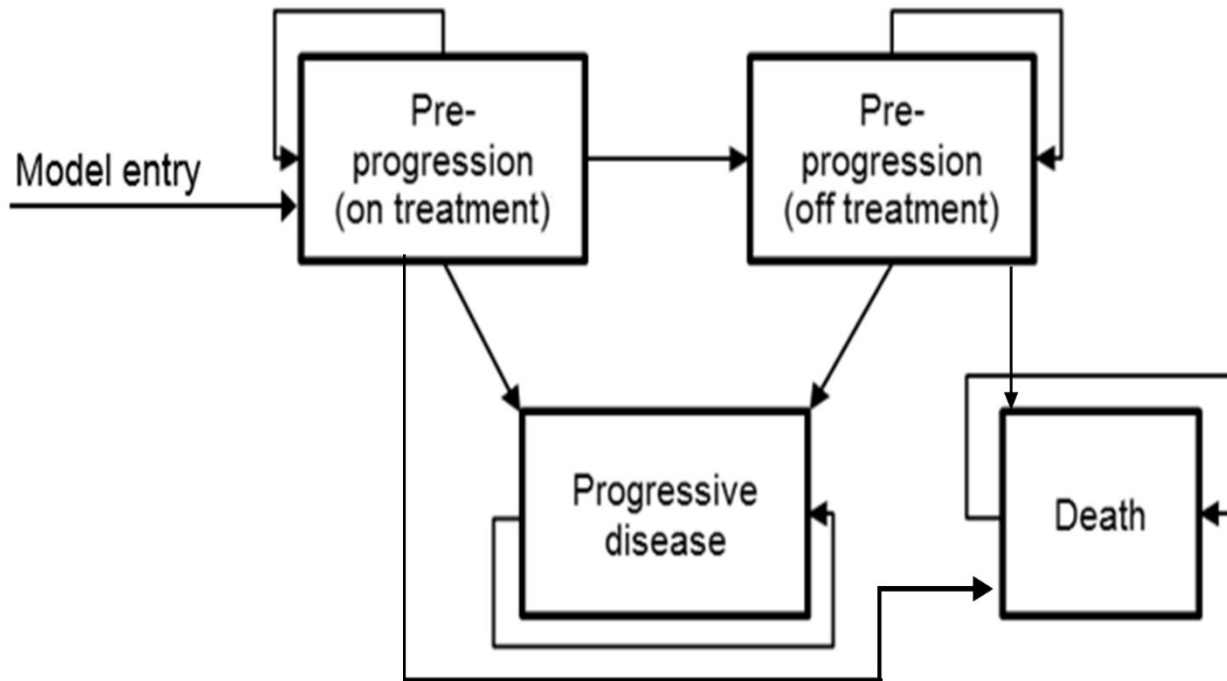 Model entry
Pre-
progression
(on treatment)
Pre-
progression
(off treatment)
Progressive
disease
Death